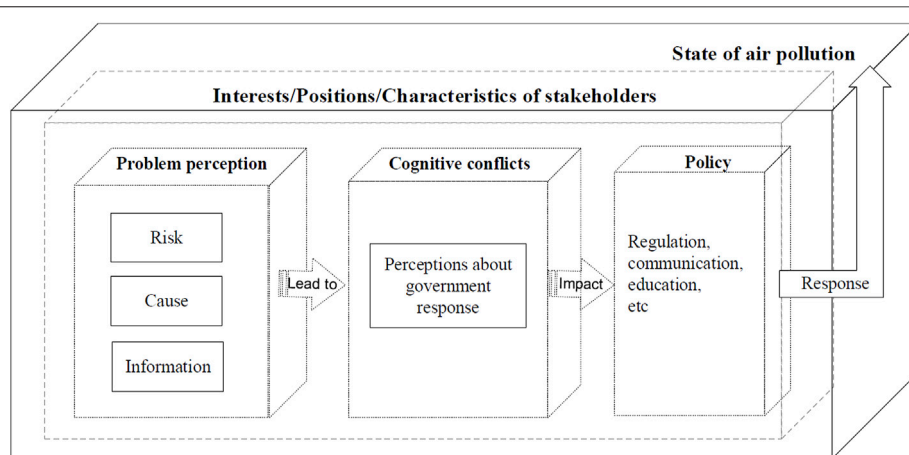 State of air pollution
Interests/Positions/Characteristics of stakeholders
Problem perception
Risk
Cause
Information
Lead to
Cognitive conflicts
Perceptions about
government
response
Impact
Policy
Regulation,
communication,
education,
etc
Response